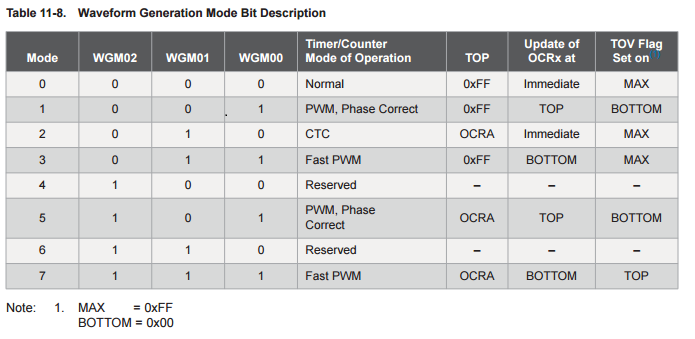 Table 11-8. Waveform Generation Mode Bit Description
Mode WGM02 WGM01 WGM00 Timer/Counter Mode of Operation TOP Update of OCRx at TOV Flag Set on
0 0 0 0 Normal 0xFF Immediate MAX
1 0 0 1 PWM, Phase Correct 0xFF TOP BOTTOM
2 0 1 0 CTC OCRA Immediate MAX
3 0 1 1 Fast PWM 0xFF BOTTOM MAX
4 1 0 0 Reserved – – –
5 1 0 1 PWM, Phase Correct OCRA TOP BOTTOM
6 1 1 0 Reserved – – –
7 1 1 1 Fast PWM OCRA BOTTOM TOP
Note: 1. MAX = 0xFF
BOTTOM = 0x00